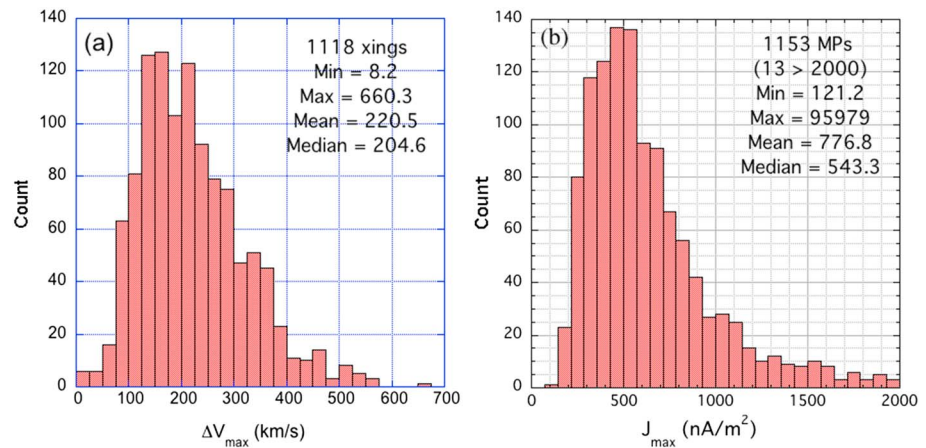 (a)
1118 xings
Min = 8.2
Max = 660.3
Mean = 220.5
Median = 204.6
Count
140
120
100
80
60
40
20
0
0 100 200 300 400 500 600 700
ΔVmax (km/s)
(b)
1153 MPs
(13 > 2000)
Min = 121.2
Max = 95979
Mean = 776.8
Median = 543.3
Count
140
120
100
80
60
40
20
0
0 500 1000 1500 2000
Jmax (nA/m²)